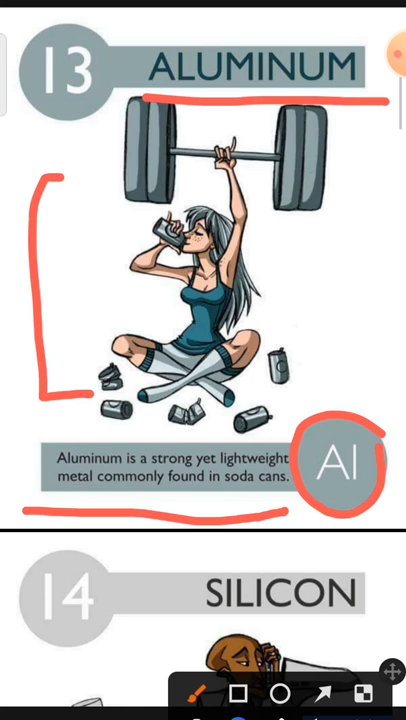 13
ALUMINUM
Aluminum is a strong yet lightweight
metal commonly found in soda cans.
Al
14
SILICON